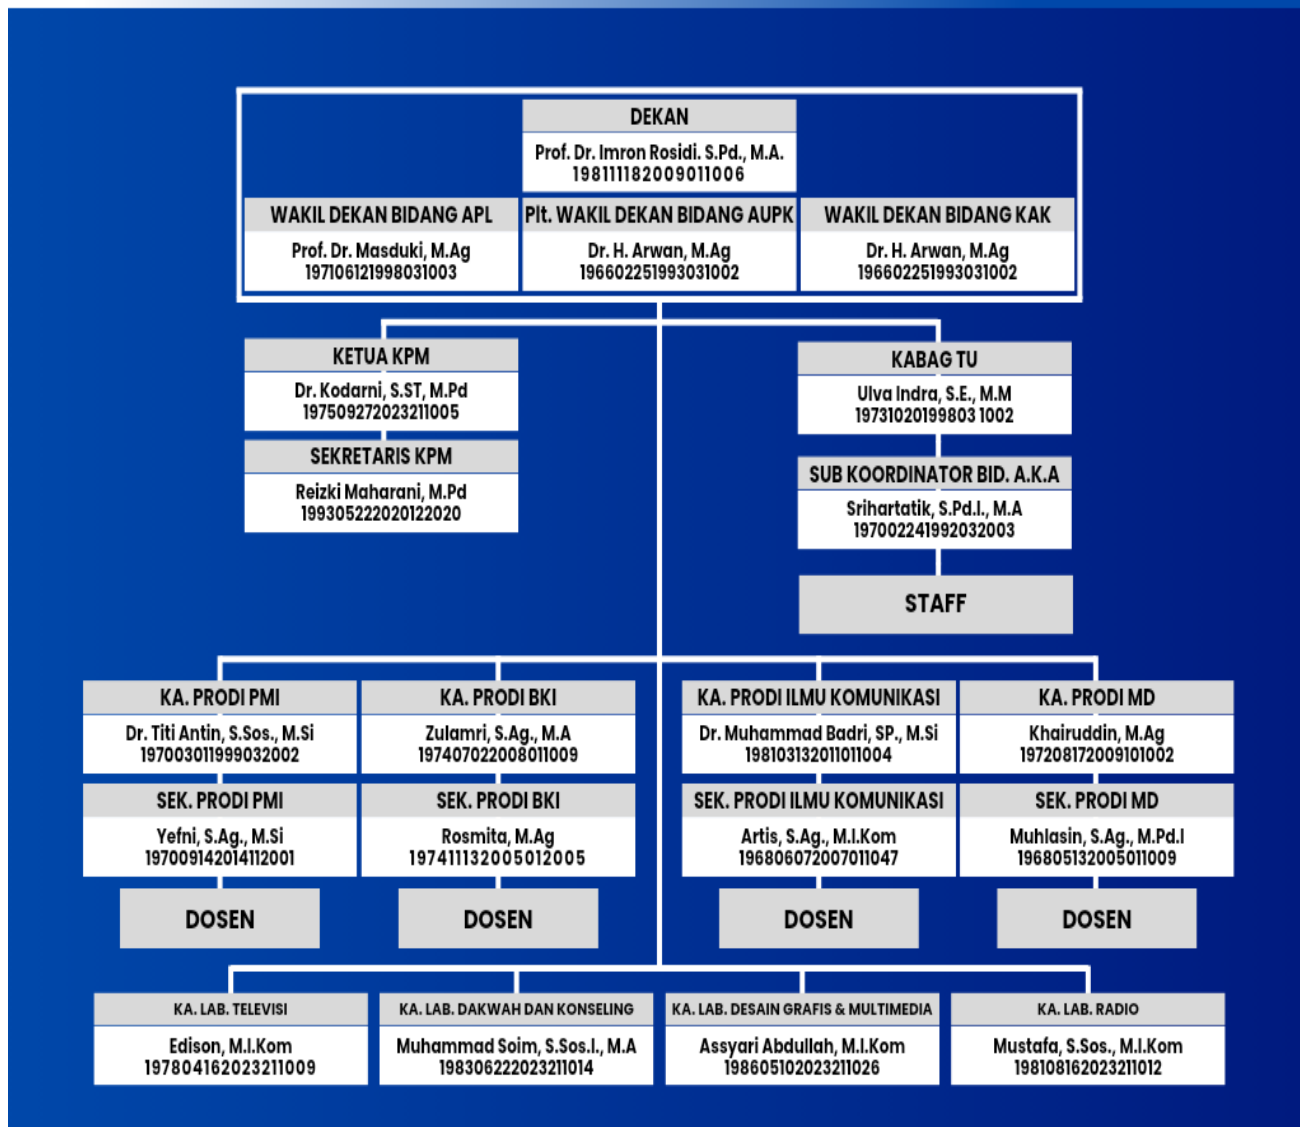 DEKAN
Prof. Dr. Imron Rosidi. S.Pd., M.A.
198111182009011006
WAKIL DEKAN BIDANG APL
Prof. Dr. Masduki, M.Ag
197106121998031003
Plt. WAKIL DEKAN BIDANG AUPK
Dr. H. Arwan, M.Ag
196602251993031002
WAKIL DEKAN BIDANG KAK
Dr. H. Arwan, M.Ag
196602251993031002
KETUA KPM
Dr. Kodarni, S.ST, M.Pd
197509272023211005
SEKRETARIS KPM
Reizki Maharani, M.Pd
199305222020122020
KABAG TU
Ulva Indra, S.E., M.M
19731020199803 1002
SUB KOORDINATOR BID. A.K.A
Srihartatik, S.Pd.I., M.A
197002241992032003
STAFF
KA. PRODI PMI
Dr. Titi Antin, S.Sos., M.Si
197003011999032002
SEK. PRODI PMI
Yefni, S.Ag., M.Si
197009142014112001
DOSEN
KA. PRODI BKI
Zulamri, S.Ag., M.A
197407022008011009
SEK. PRODI BKI
Rosmita, M.Ag
197411132005012005
DOSEN
KA. PRODI ILMU KOMUNIKASI
Dr. Muhammad Badri, SP., M.Si
198103132011011004
SEK. PRODI ILMU KOMUNIKASI
Artis, S.Ag., M.I.Kom
196806072007011047
DOSEN
KA. PRODI MD
Khairuddin, M.Ag
197208172009101002
SEK. PRODI MD
Muhlasin, S.Ag., M.Pd.I
196805132005011009
DOSEN
KA. LAB. TELEVISI
Edison, M.I.Kom
197804162023211009
KA. LAB. DAKWAH DAN KONSELING
Muhammad Soim, S.Sos.I., M.A
198306222023211014
KA. LAB. DESAIN GRAFIS & MULTIMEDIA
Assyari Abdullah, M.I.Kom
198605102023211026
KA. LAB. RADIO
Mustafa, S.Sos., M.I.Kom
198108162023211012